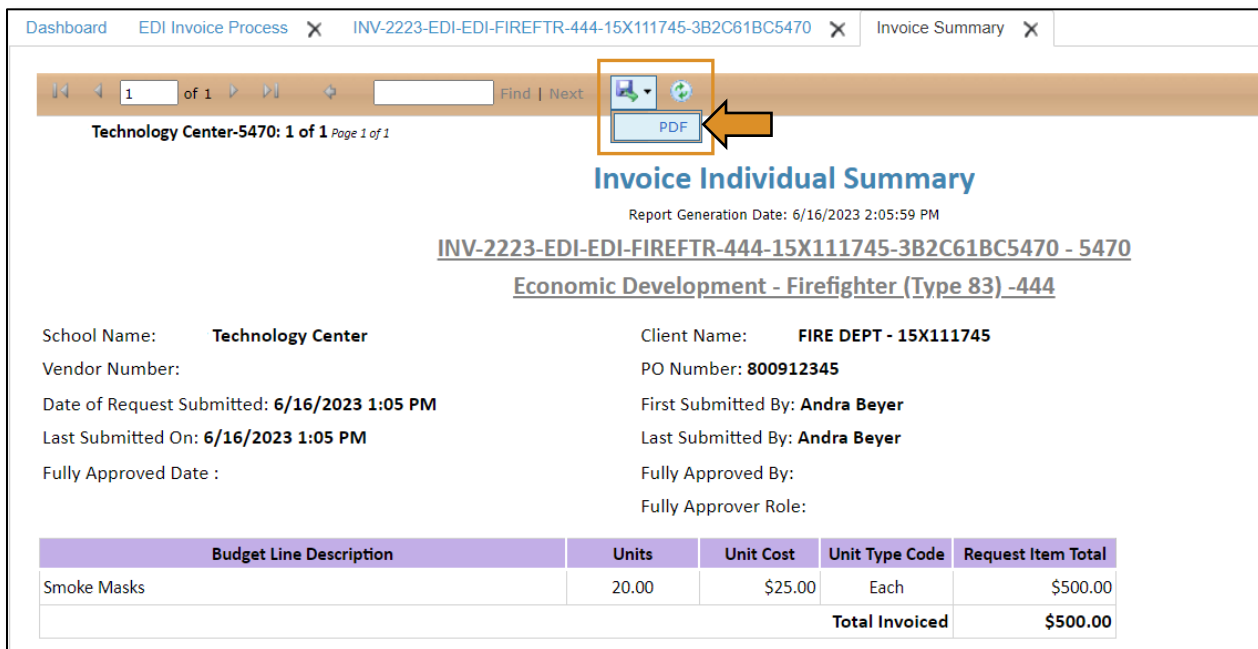 Dashboard EDI Invoice Process INV-2223-EDI-EDI-FIREFTR-444-15X111745-3B2C61BC5470 Invoice Summary
1 of 1 Find | Next
PDF
Technology Center-5470: 1 of 1 Page 1 of 1
Invoice Individual Summary
Report Generation Date: 6/16/2023 2:05:59 PM
INV-2223-EDI-EDI-FIREFTR-444-15X111745-3B2C61BC5470 - 5470
Economic Development - Firefighter (Type 83) -444
School Name: Technology Center Client Name: FIRE DEPT - 15X111745
Vendor Number: PO Number: 800912345
Date of Request Submitted: 6/16/2023 1:05 PM First Submitted By: Andra Beyer
Last Submitted On: 6/16/2023 1:05 PM Last Submitted By: Andra Beyer
Fully Approved Date : Fully Approved By:
Fully Approver Role:
Budget Line Description Units Unit Cost Unit Type Code Request Item Total
Smoke Masks 20.00 $25.00 Each $500.00
Total Invoiced $500.00